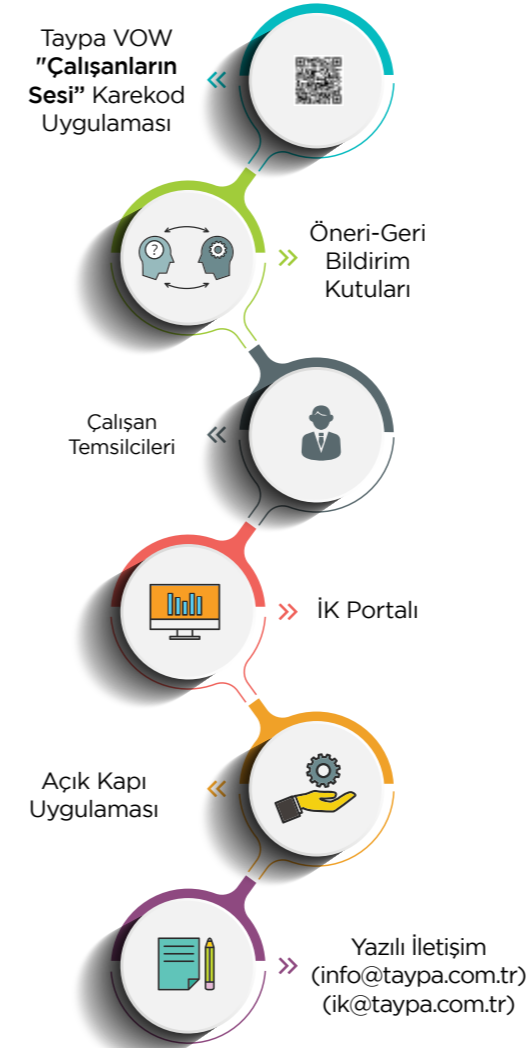 Taypa VOW
"Çalışanların
Sesi” Karekod
Uygulaması
Öneri-Geri
Bildirim
Kutuları
?
Çalışan
Temsilcileri
İK Portalı
Açık Kapı
Uygulaması
Yazılı İletişim
(info@taypa.com.tr)
(ik@taypa.com.tr)